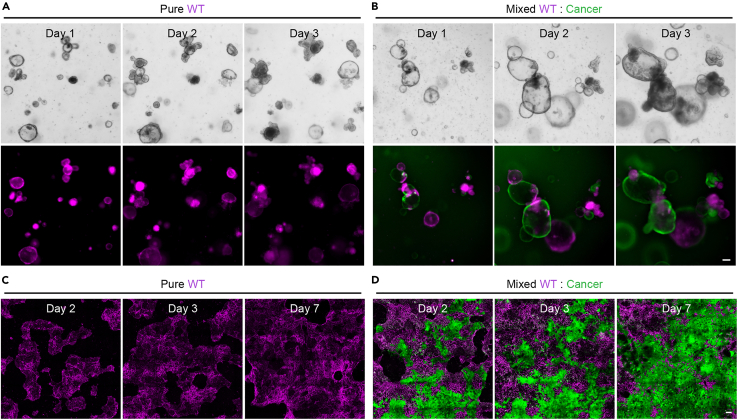 A Pure WT
Day 1 Day 2 Day 3
B Mixed WT : Cancer
Day 1 Day 2 Day 3
C Pure WT
Day 2 Day 3 Day 7
D Mixed WT : Cancer
Day 2 Day 3 Day 7